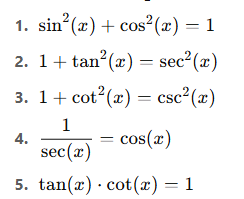 1. sin²(x) + cos²(x) = 1
2. 1 + tan²(x) = sec²(x)
3. 1 + cot²(x) = csc²(x)
4. 1/sec(x) = cos(x)
5. tan(x) · cot(x) = 1